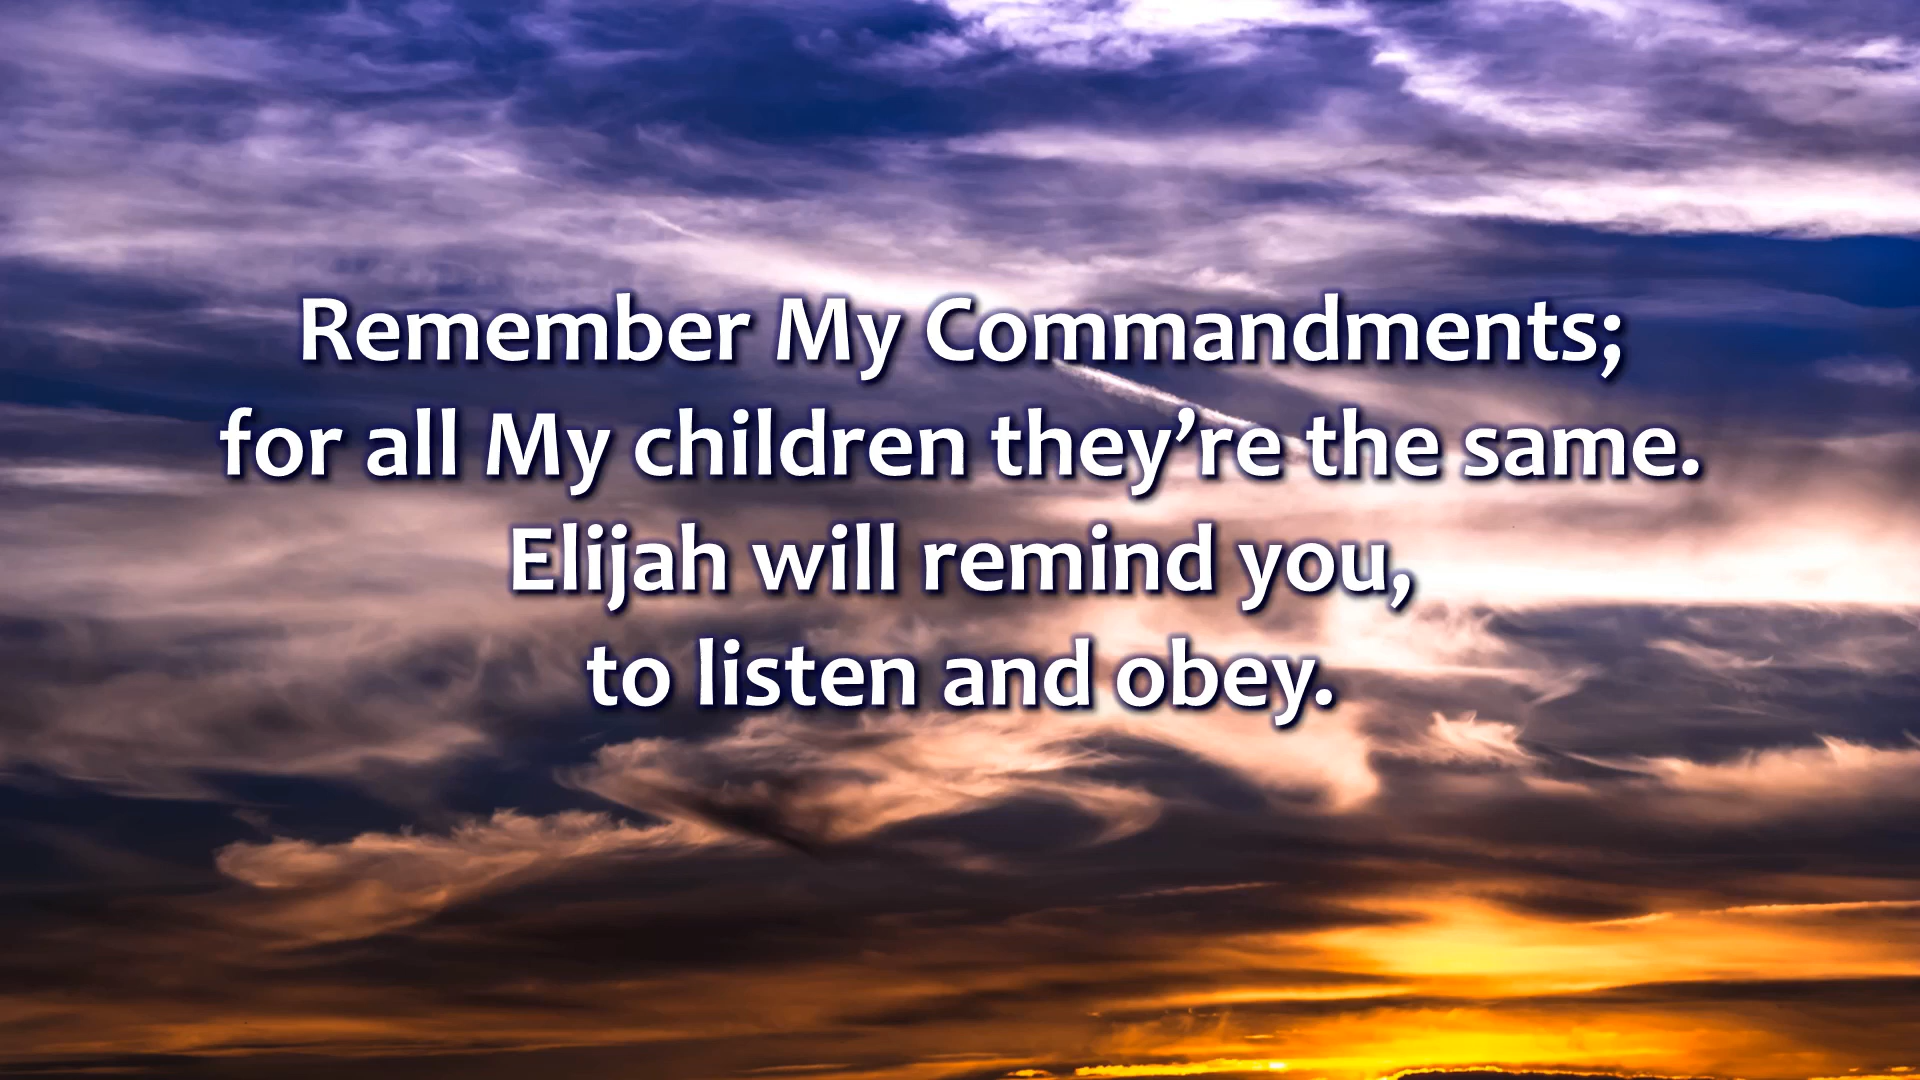 Remember My Commandments;
for all My children they’re the same.
Elijah will remind you,
to listen and obey.